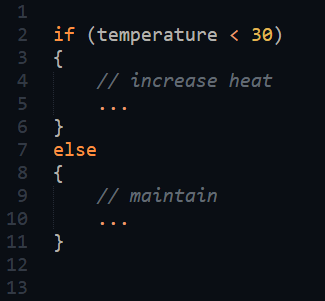 1
2 if (temperature < 30)
3 {
4     // increase heat
5     ...
6 }
7 else
8 {
9     // maintain
10     ...
11 }
12
13